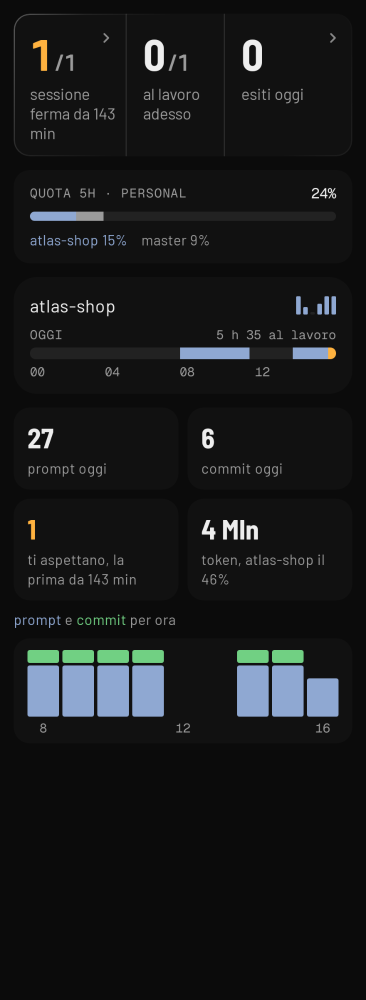 1/1
sessione
ferma da 143
min
0/1
al lavoro
adesso
0
esiti oggi
QUOTA 5H · PERSONAL
24%
atlas-shop 15% master 9%
atlas-shop
OGGI
5 h 35 al lavoro
00 04 08 12
27
prompt oggi
6
commit oggi
1
ti aspettano, la
prima da 143 min
4 Mln
token, atlas-shop il
46%
prompt e commit per ora
8 12 16